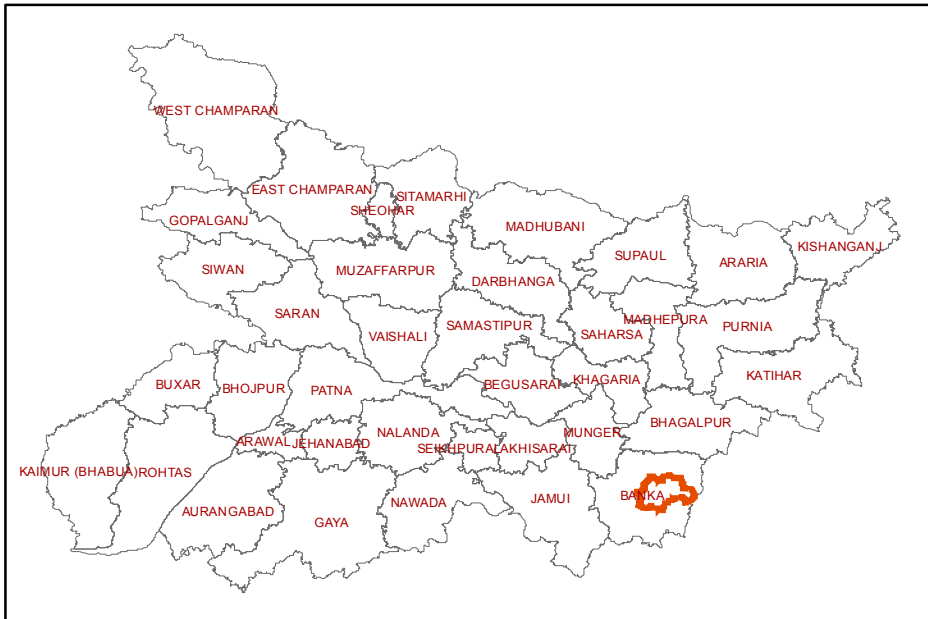 WEST CHAMPARAN
EAST CHAMPARAN
SITAMARHI
SHEOHAR
GOPALGANJ
MADHUBANI
KISHANGANJ
SUPAUL
ARARIA
SIWAN
MUZAFFARPUR
DARBHANGA
SARAN
MADHEPURA
PURNIA
VAISHALI
SAMASTIPUR
SAHARSA
KATIHAR
BUXAR
BHOJPUR
PATNA
BEGUSARAI
KHAGARIA
BHAGALPUR
NALANDA
MUNGER
ARAWAL
JEHANABAD
SEIKHPURA
LAKHISARAI
KAIMUR (BHABUA)
ROHTAS
BANKA
JAMUI
NAWADA
AURANGABAD
GAYA